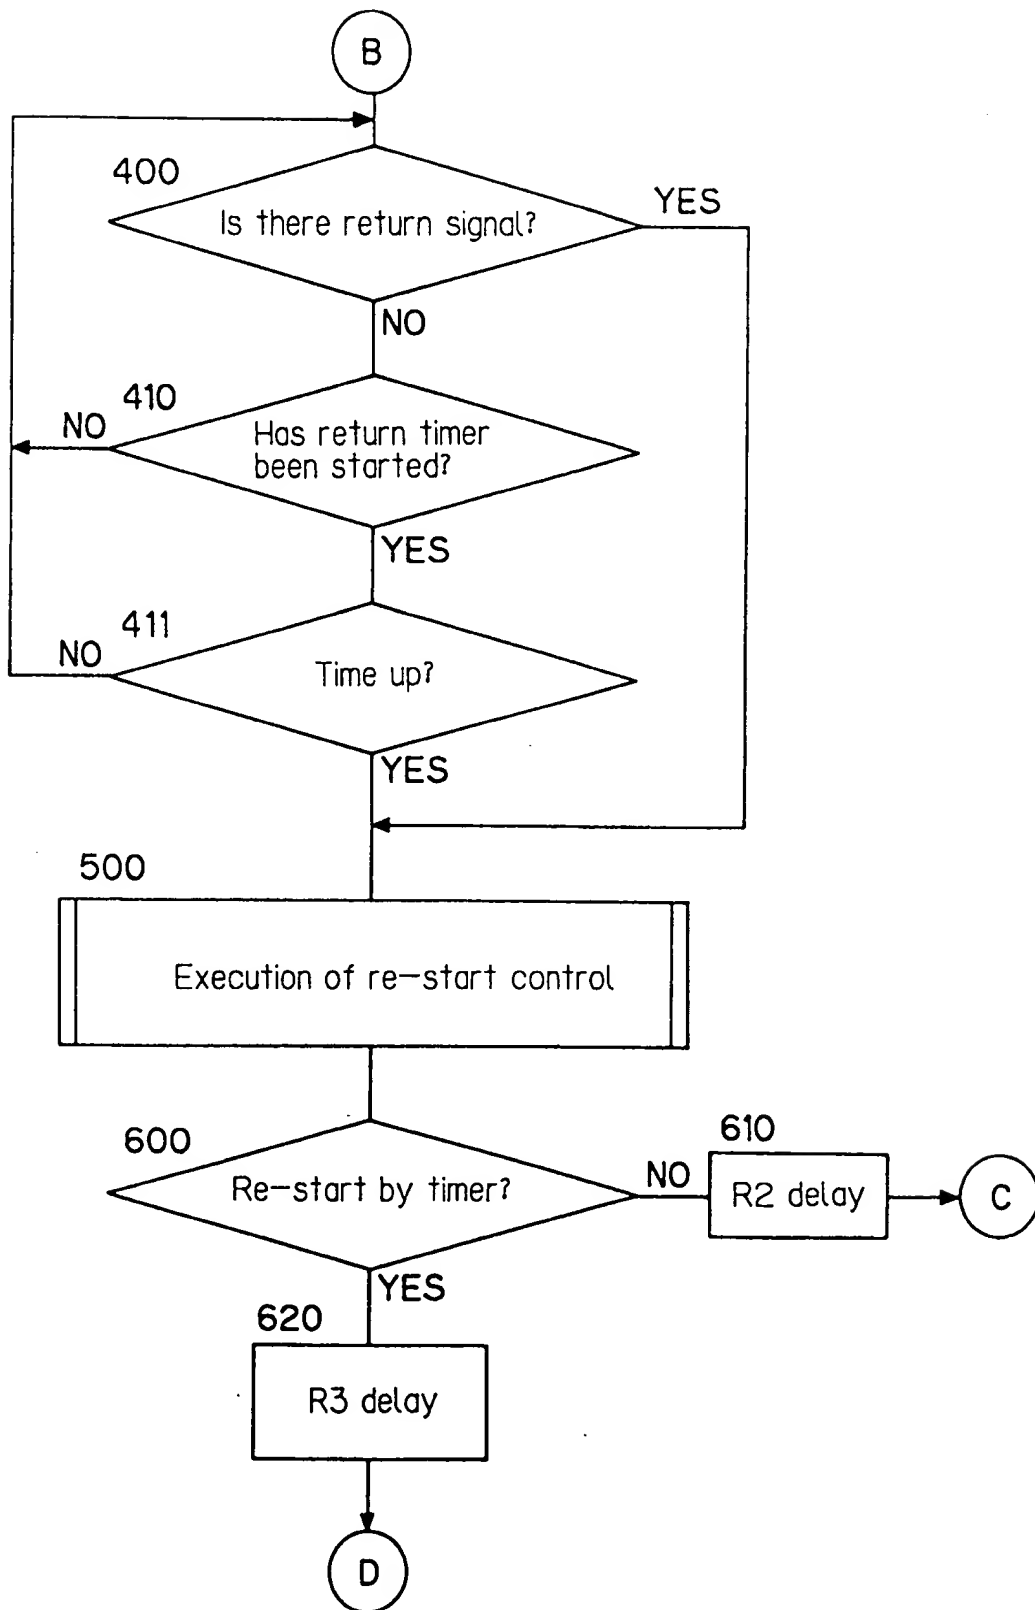 B
400
Is there return signal?
YES
NO
410
NO
Has return timer
been started?
YES
411
NO
Time up?
YES
500
Execution of re-start control
600
Re-start by timer?
NO
610
R2 delay
C
YES
620
R3 delay
D